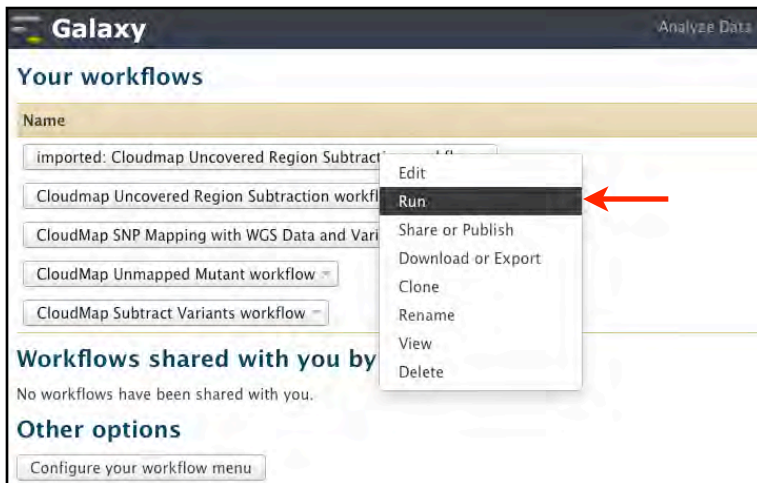 Galaxy
Analyze Data
Your workflows
Name
imported: Cloudmap Uncovered Region Subtraction workflow
Edit
Cloudmap Uncovered Region Subtraction workfl
Run
CloudMap SNP Mapping with WGS Data and Vari
Share or Publish
Download or Export
CloudMap Unmapped Mutant workflow
Clone
CloudMap Subtract Variants workflow
Rename
View
Workflows shared with you by
Delete
No workflows have been shared with you.
Other options
Configure your workflow menu